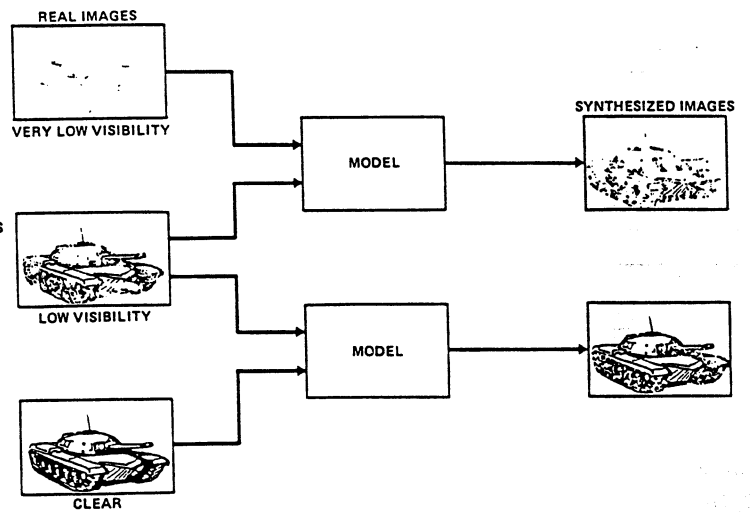 REAL IMAGES
VERY LOW VISIBILITY
MODEL
SYNTHESIZED IMAGES
S
LOW VISIBILITY
MODEL
CLEAR